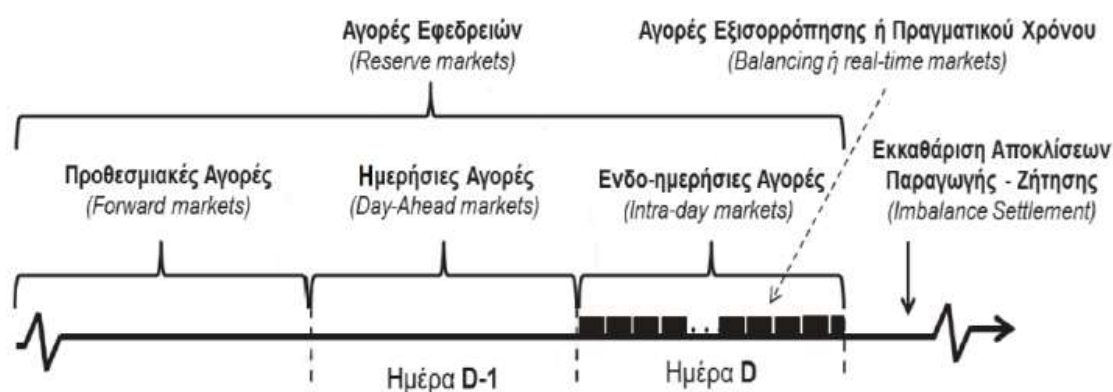 Αγορές Εφεδρειών
(Reserve markets)
Αγορές Εξισορρόπησης ή Πραγματικού Χρόνου
(Balancing ή real-time markets)
Προθεσμιακές Αγορές
(Forward markets)
Ημερήσιες Αγορές
(Day-Ahead markets)
Ενδο-ημερήσιες Αγορές
(Intra-day markets)
Εκκαθάριση Αποκλίσεων
Παραγωγής - Ζήτησης
(Imbalance Settlement)
Ημέρα D-1
Ημέρα D